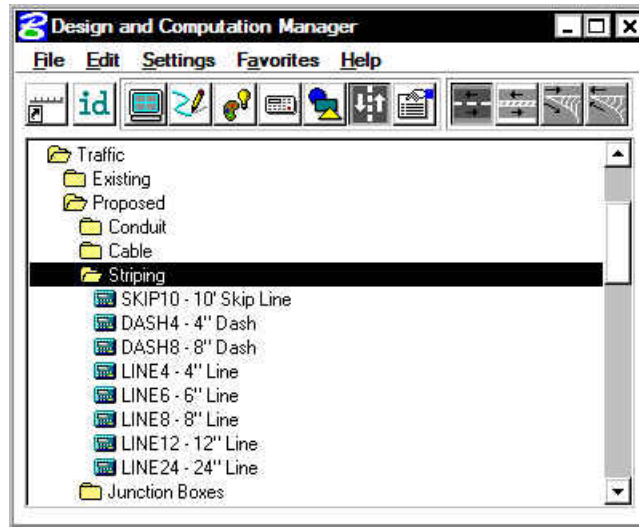 Design and Computation Manager
File Edit Settings Favorites Help
id
Traffic
Existing
Proposed
Conduit
Cable
Striping
SKIP10 - 10' Skip Line
DASH4 - 4" Dash
DASH8 - 8" Dash
LINE4 - 4" Line
LINE6 - 6" Line
LINE8 - 8" Line
LINE12 - 12" Line
LINE24 - 24" Line
Junction Boxes